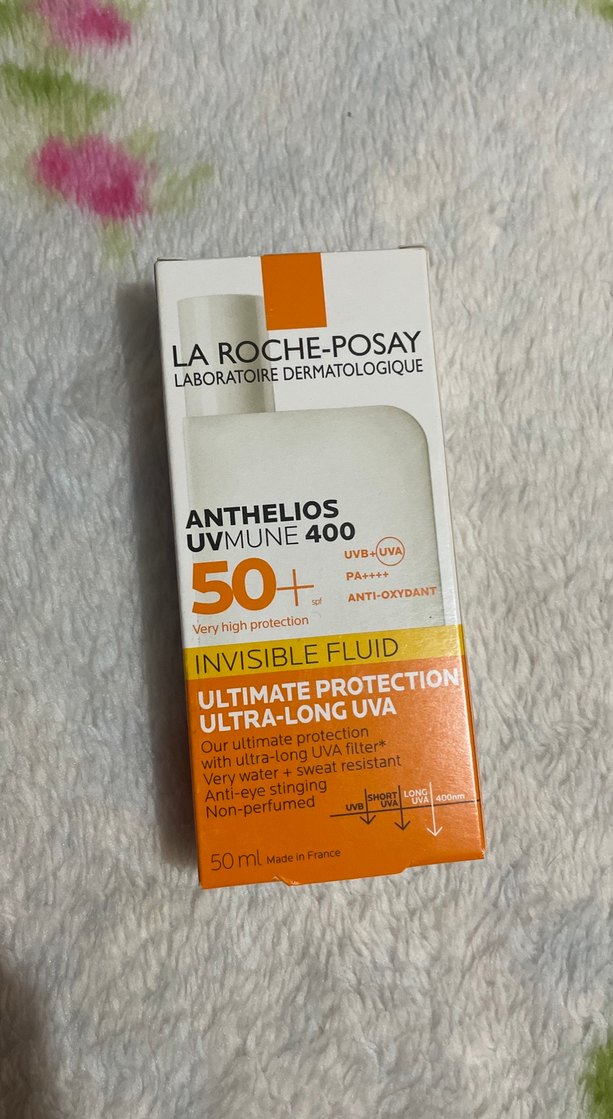 LA ROCHE-POSAY
LABORATOIRE DERMATOLOGIQUE
ANTHELIOS
UVMUNE 400
50+ spf
Very high protection
UVB+UVA
PA++++
ANTI-OXYDANT
INVISIBLE FLUID
ULTIMATE PROTECTION
ULTRA-LONG UVA
Our ultimate protection
with ultra-long UVA filter*
Very water + sweat resistant
Anti-eye stinging
Non-perfumed
UVB
SHORT
UVA
LONG
UVA
400nm
50 ml Made in France